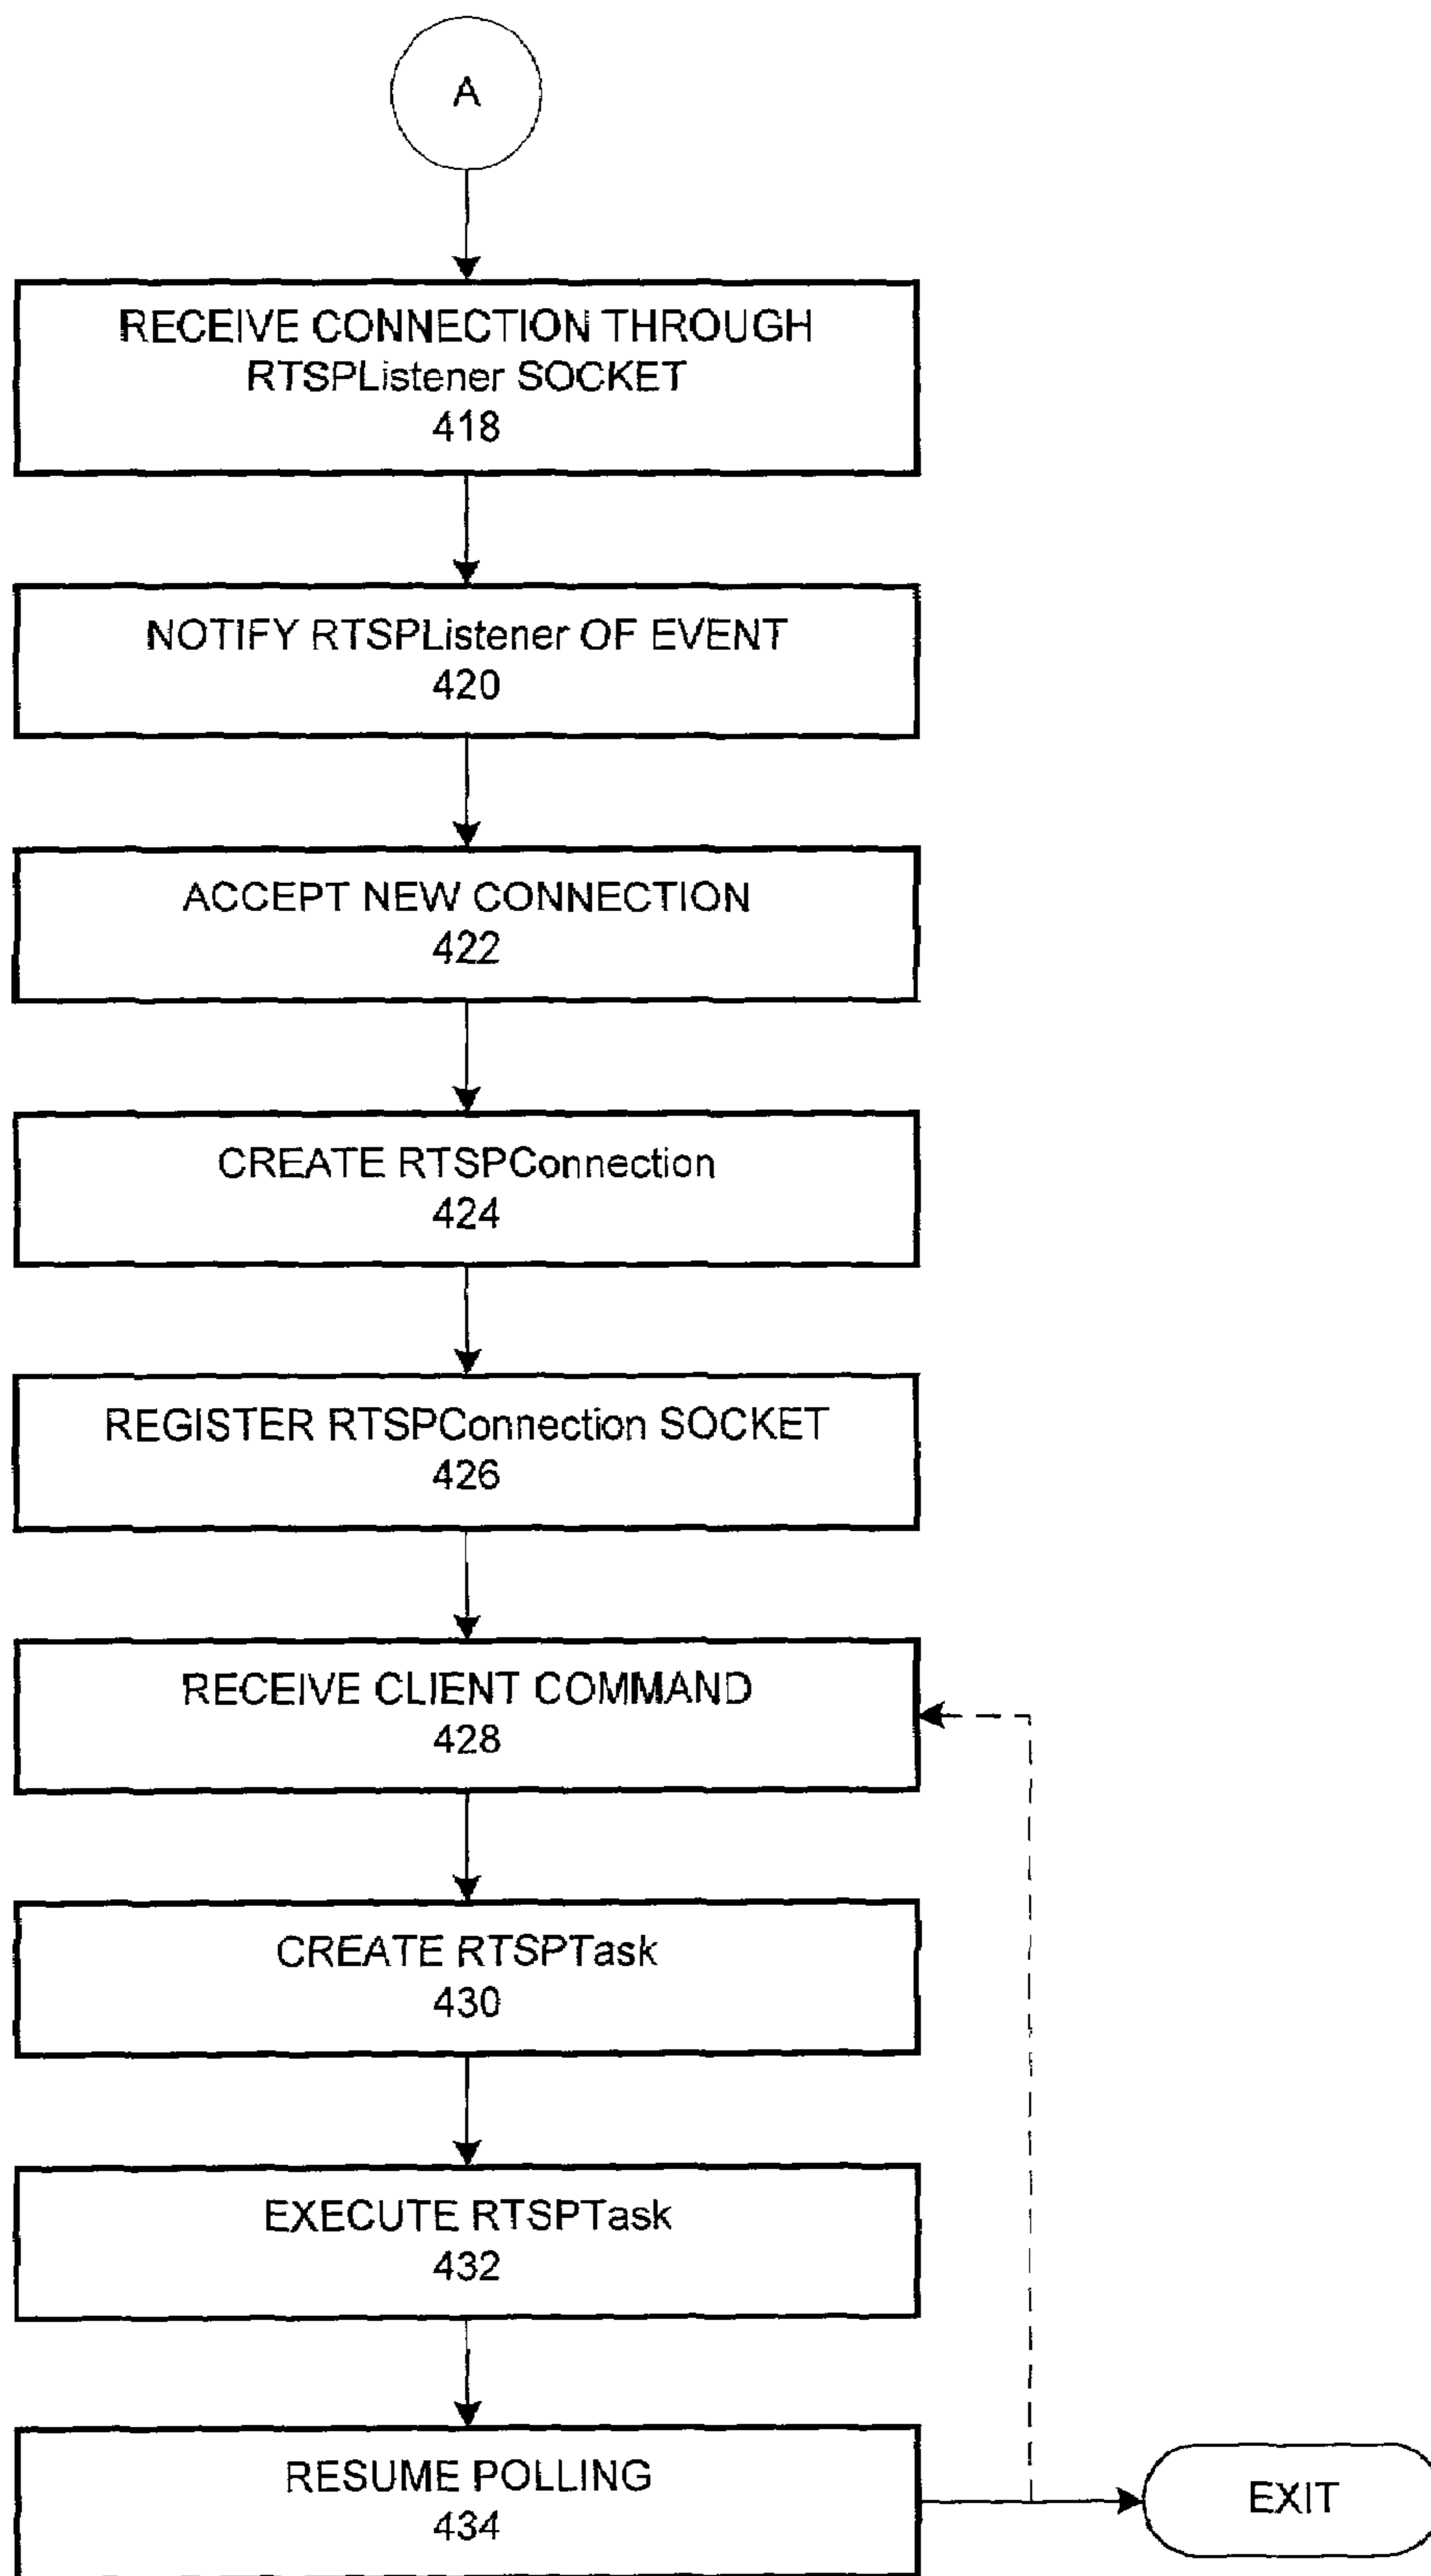 A
RECEIVE CONNECTION THROUGH
RTSPListener SOCKET
418
NOTIFY RTSPListener OF EVENT
420
ACCEPT NEW CONNECTION
422
CREATE RTSPConnection
424
REGISTER RTSPConnection SOCKET
426
RECEIVE CLIENT COMMAND
428
CREATE RTSPTask
430
EXECUTE RTSPTask
432
RESUME POLLING
434
EXIT